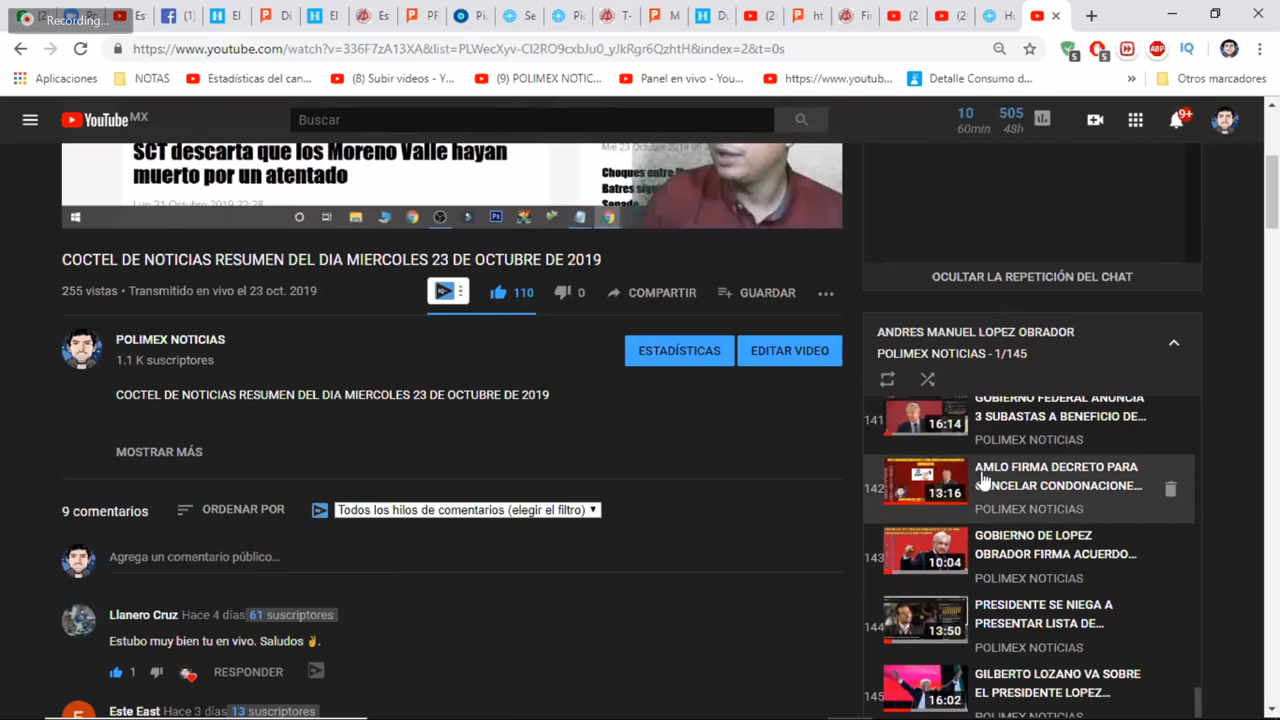 Recording...
https://www.youtube.com/watch?v=336F7zA13XA&list=PLWecXyv-Cl2RO9cxbJu0_yJkRgr6QzhtH&index=2&t=0s
Aplicaciones NOTAS Estadísticas del can... (8) Subir videos - Y... (9) POLIMEX NOTIC... Panel en vivo - You... https://www.youtub... Detalle Consumo d... » Otros marcadores
YouTube MX
Buscar
10 60min
505 48h
9+
SCT descarta que los Moreno Valle hayan
muerto por un atentado
Choques entre
Batres
COCTEL DE NOTICIAS RESUMEN DEL DIA MIERCOLES 23 DE OCTUBRE DE 2019
255 vistas • Transmitido en vivo el 23 oct. 2019
110 0 COMPARTIR GUARDAR
POLIMEX NOTICIAS
1.1 K suscriptores
ESTADÍSTICAS EDITAR VIDEO
COCTEL DE NOTICIAS RESUMEN DEL DIA MIERCOLES 23 DE OCTUBRE DE 2019
MOSTRAR MÁS
9 comentarios ORDENAR POR Todos los hilos de comentarios (elegir el filtro)
Agrega un comentario público...
Llanero Cruz Hace 4 días 61 suscriptores
Estubo muy bien tu en vivo. Saludos ✌.
1 RESPONDER
Este East Hace 3 días 13 suscriptores
OCULTAR LA REPETICIÓN DEL CHAT
ANDRES MANUEL LOPEZ OBRADOR
POLIMEX NOTICIAS - 1/145
141 16:14 GOBIERNO FEDERAL ANUNCIA
3 SUBASTAS A BENEFICIO DE...
POLIMEX NOTICIAS
142 13:16 AMLO FIRMA DECRETO PARA
CANCELAR CONDONACIONE...
POLIMEX NOTICIAS
143 10:04 GOBIERNO DE LOPEZ
OBRADOR FIRMA ACUERDO...
POLIMEX NOTICIAS
144 13:50 PRESIDENTE SE NIEGA A
PRESENTAR LISTA DE...
POLIMEX NOTICIAS
145 16:02 GILBERTO LOZANO VA SOBRE
EL PRESIDENTE LOPEZ...
POLIMEX NOTICIAS